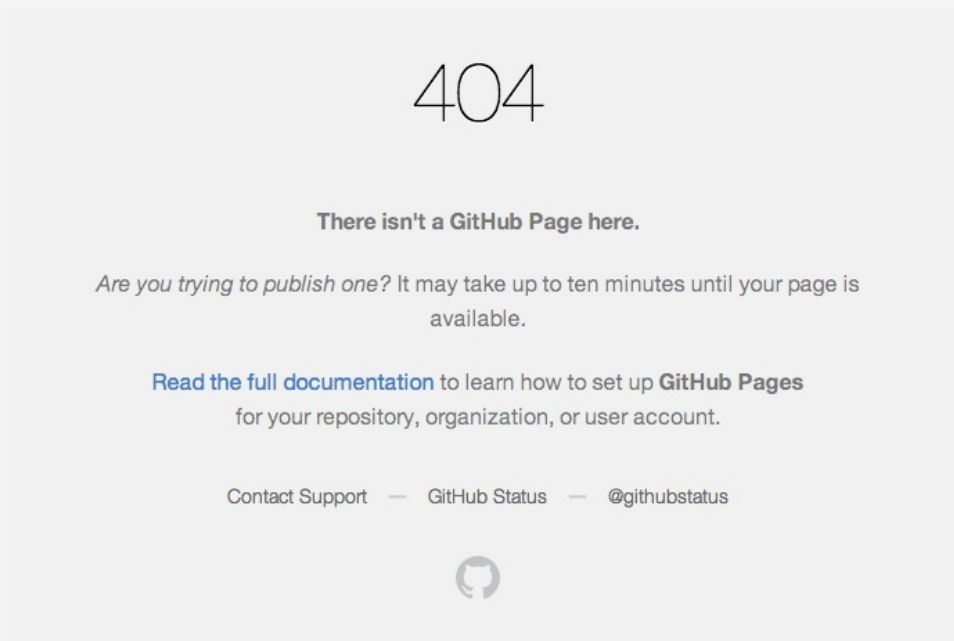 404
There isn't a GitHub Page here.
Are you trying to publish one? It may take up to ten minutes until your page is
available.
Read the full documentation to learn how to set up GitHub Pages
for your repository, organization, or user account.
Contact Support — GitHub Status — @githubstatus